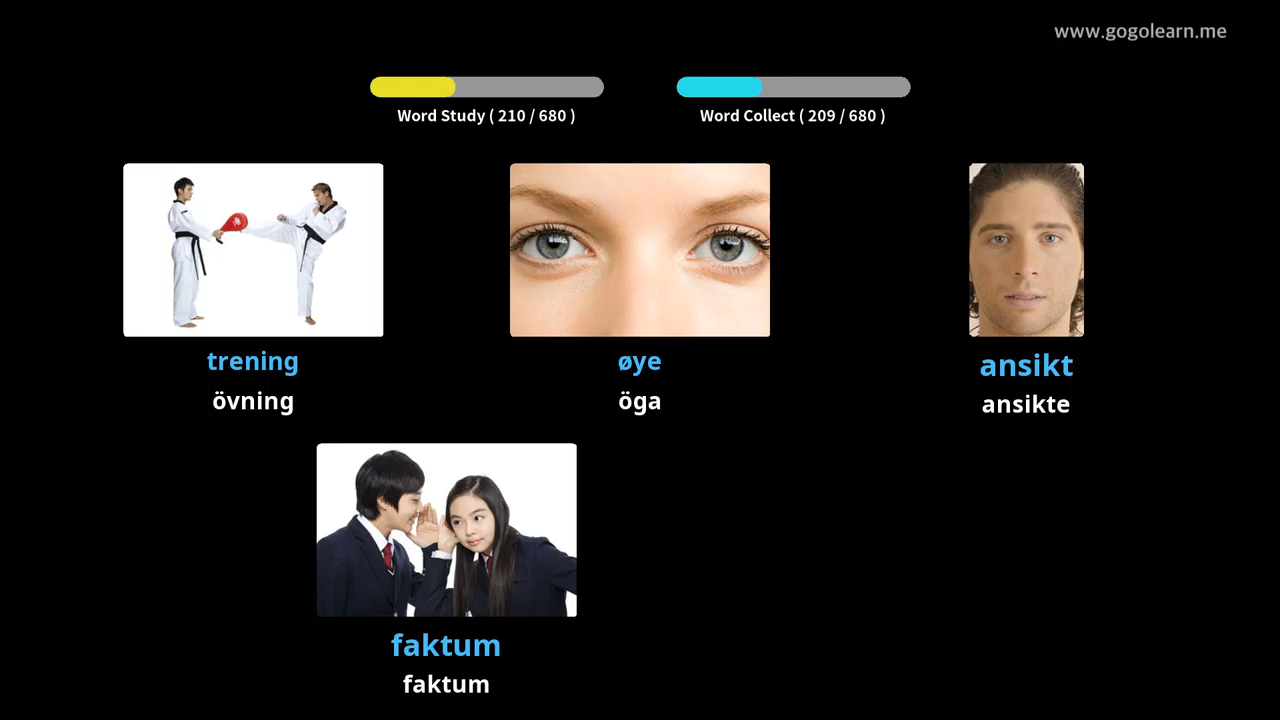 www.gogolearn.me
Word Study ( 210 / 680 )
Word Collect ( 209 / 680 )
trening
övning
øye
öga
ansikt
ansikte
faktum
faktum